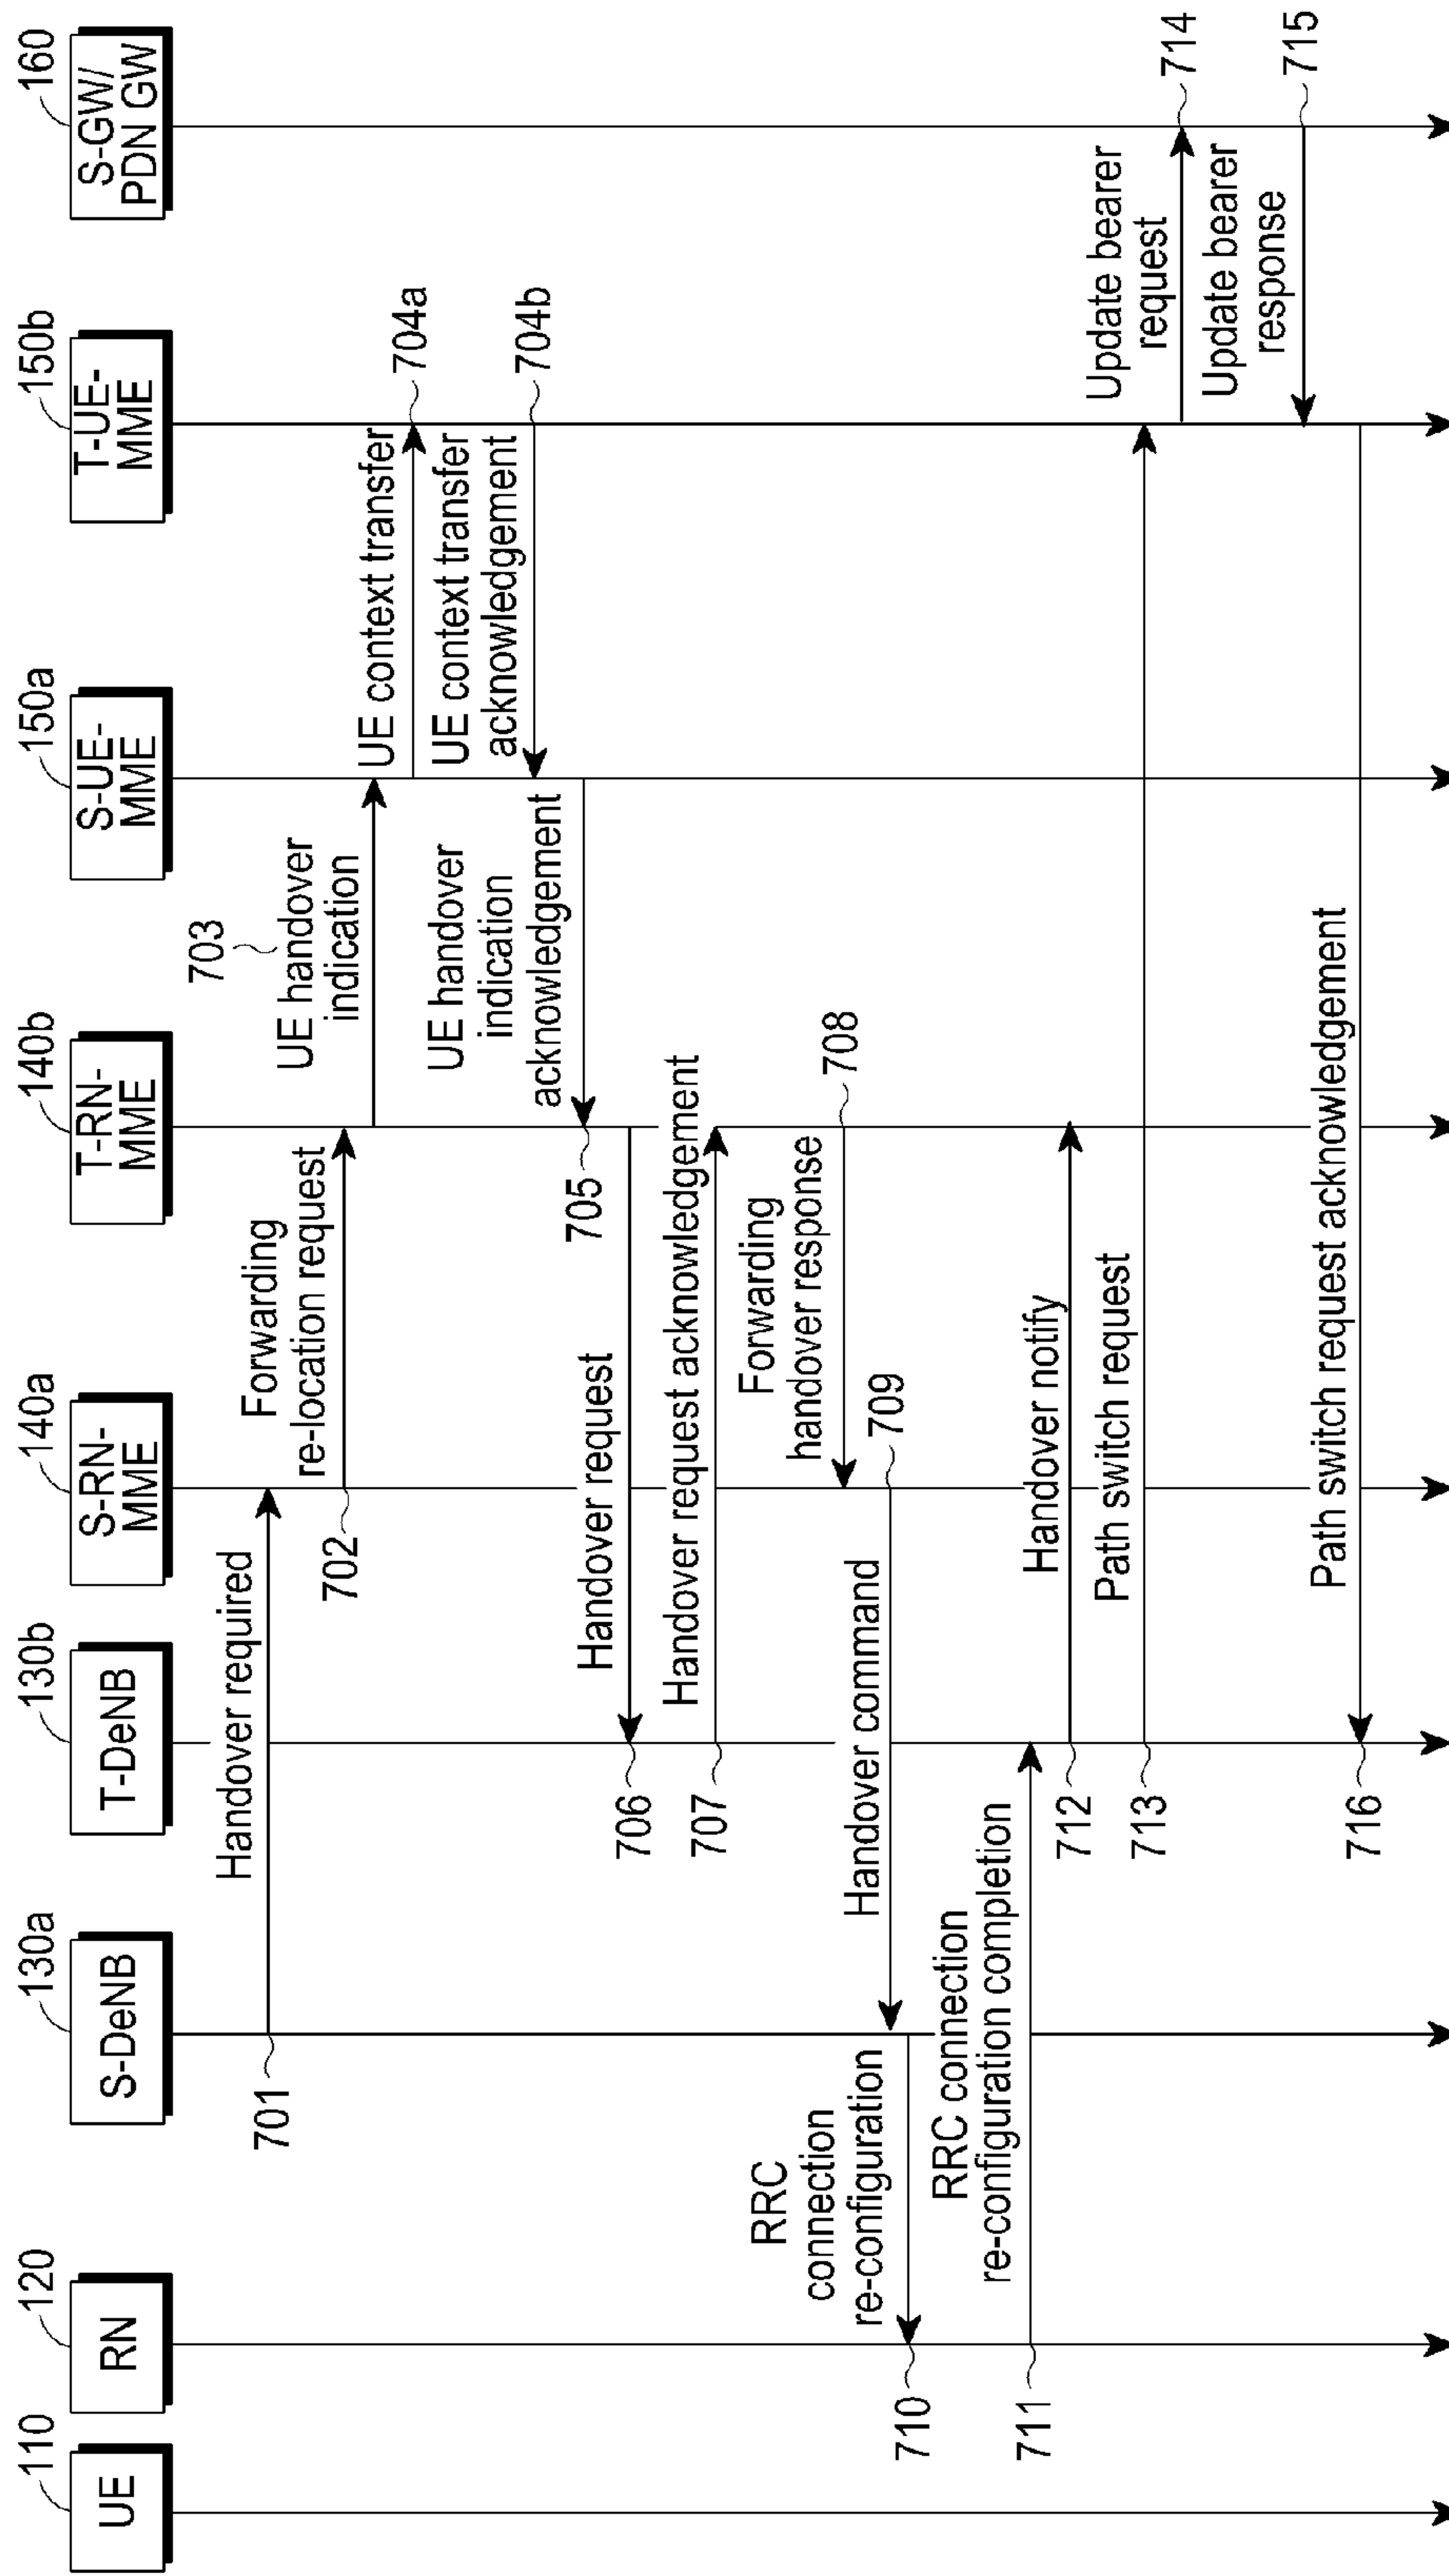 110
UE
120
RN
130a
S-DeNB
130b
T-DeNB
140a
S-RN-
MME
140b
T-RN-
MME
150a
S-UE-
MME
150b
T-UE-
MME
160
S-GW/
PDN GW
701
Handover required
702
Forwarding
re-location request
703
UE handover
indication
UE context transfer
704a
UE context transfer
acknowledgement
704b
UE handover
indication
acknowledgement
705
706
Handover request
707
Handover request acknowledgement
Forwarding
handover response
708
Handover command
709
RRC
connection
re-configuration
710
RRC connection
re-configuration completion
711
712
Handover notify
713
Path switch request
Update bearer
request
714
Update bearer
response
715
716
Path switch request acknowledgement